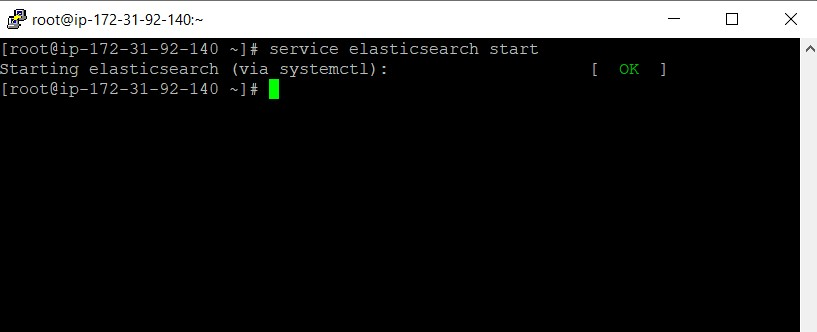 root@ip-172-31-92-140:~
[root@ip-172-31-92-140 ~]# service elasticsearch start
Starting elasticsearch (via systemctl):                    [  OK  ]
[root@ip-172-31-92-140 ~]#